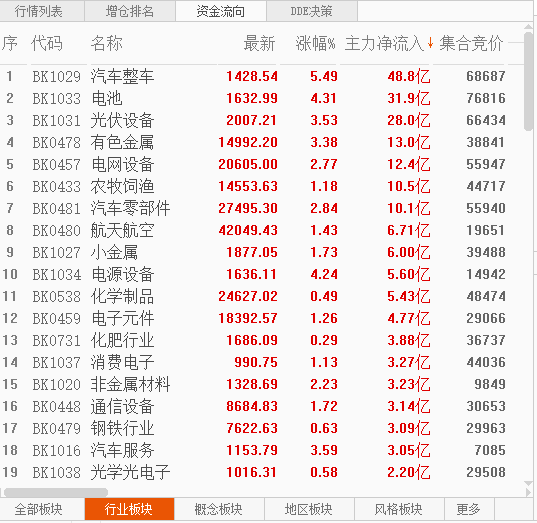 行情列表 增仓排名 资金流向 DDE决策
序 代码 名称 最新 涨幅% 主力净流入↓ 集合竞价
1 BK1029 汽车整车 1428.54 5.49 48.8亿 68687
2 BK1033 电池 1632.99 4.31 31.9亿 76816
3 BK1031 光伏设备 2007.21 3.53 28.0亿 66434
4 BK0478 有色金属 14992.20 3.38 13.0亿 38841
5 BK0457 电网设备 20605.00 2.77 12.4亿 55947
6 BK0433 农牧饲渔 14553.63 1.18 10.5亿 44717
7 BK0481 汽车零部件 27495.30 2.84 10.1亿 55940
8 BK0480 航天航空 42049.43 1.43 6.71亿 19651
9 BK1027 小金属 1877.05 1.73 6.00亿 39488
10 BK1034 电源设备 1636.11 4.24 5.60亿 14942
11 BK0538 化学制品 24627.02 0.49 5.43亿 48474
12 BK0459 电子元件 18392.57 1.26 4.77亿 29066
13 BK0731 化肥行业 1686.09 0.29 3.88亿 36737
14 BK1037 消费电子 990.75 1.13 3.27亿 44036
15 BK1020 非金属材料 1328.69 2.23 3.23亿 9849
16 BK0448 通信设备 8684.83 1.72 3.14亿 30653
17 BK0479 钢铁行业 7622.63 0.63 3.09亿 29963
18 BK1016 汽车服务 1153.79 3.59 3.05亿 7085
19 BK1038 光学光电子 1016.31 0.58 2.20亿 29508
全部板块 行业板块 概念板块 地区板块 风格板块 更多